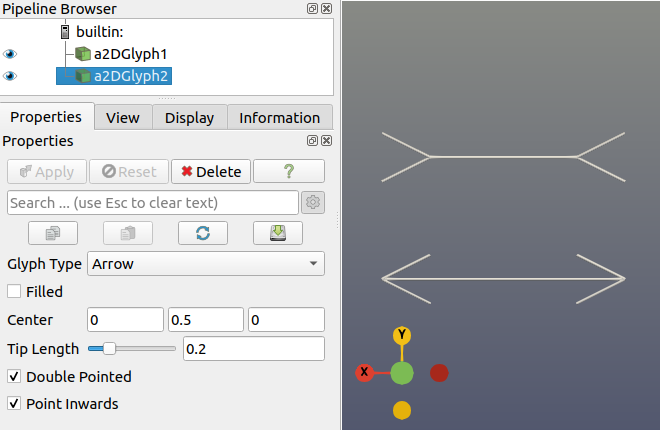 Pipeline Browser
builtin:
a2DGlyph1
a2DGlyph2
Properties View Display Information
Properties
Apply Reset Delete ?
Search ... (use Esc to clear text)
Glyph Type Arrow
Filled
Center 0 0.5 0
Tip Length 0.2
Double Pointed
Point Inwards
Y
X